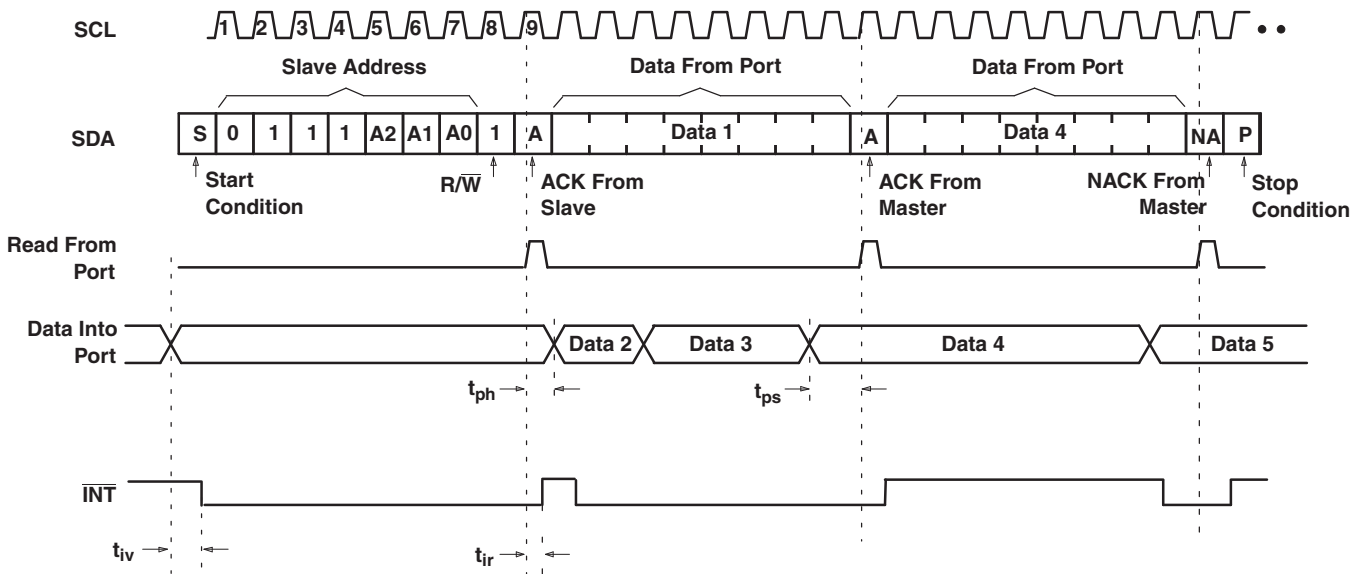 SCL 1 2 3 4 5 6 7 8 9
Slave Address Data From Port Data From Port
SDA S 0 1 1 1 A2 A1 A0 1 A Data 1 A Data 4 NA P
Start Condition
R/W̅
ACK From Slave
ACK From Master
NACK From Master
Stop Condition
Read From Port
Data Into Port
Data 2 Data 3 Data 4 Data 5
tph
tps
I̅N̅T̅
tiv
tir